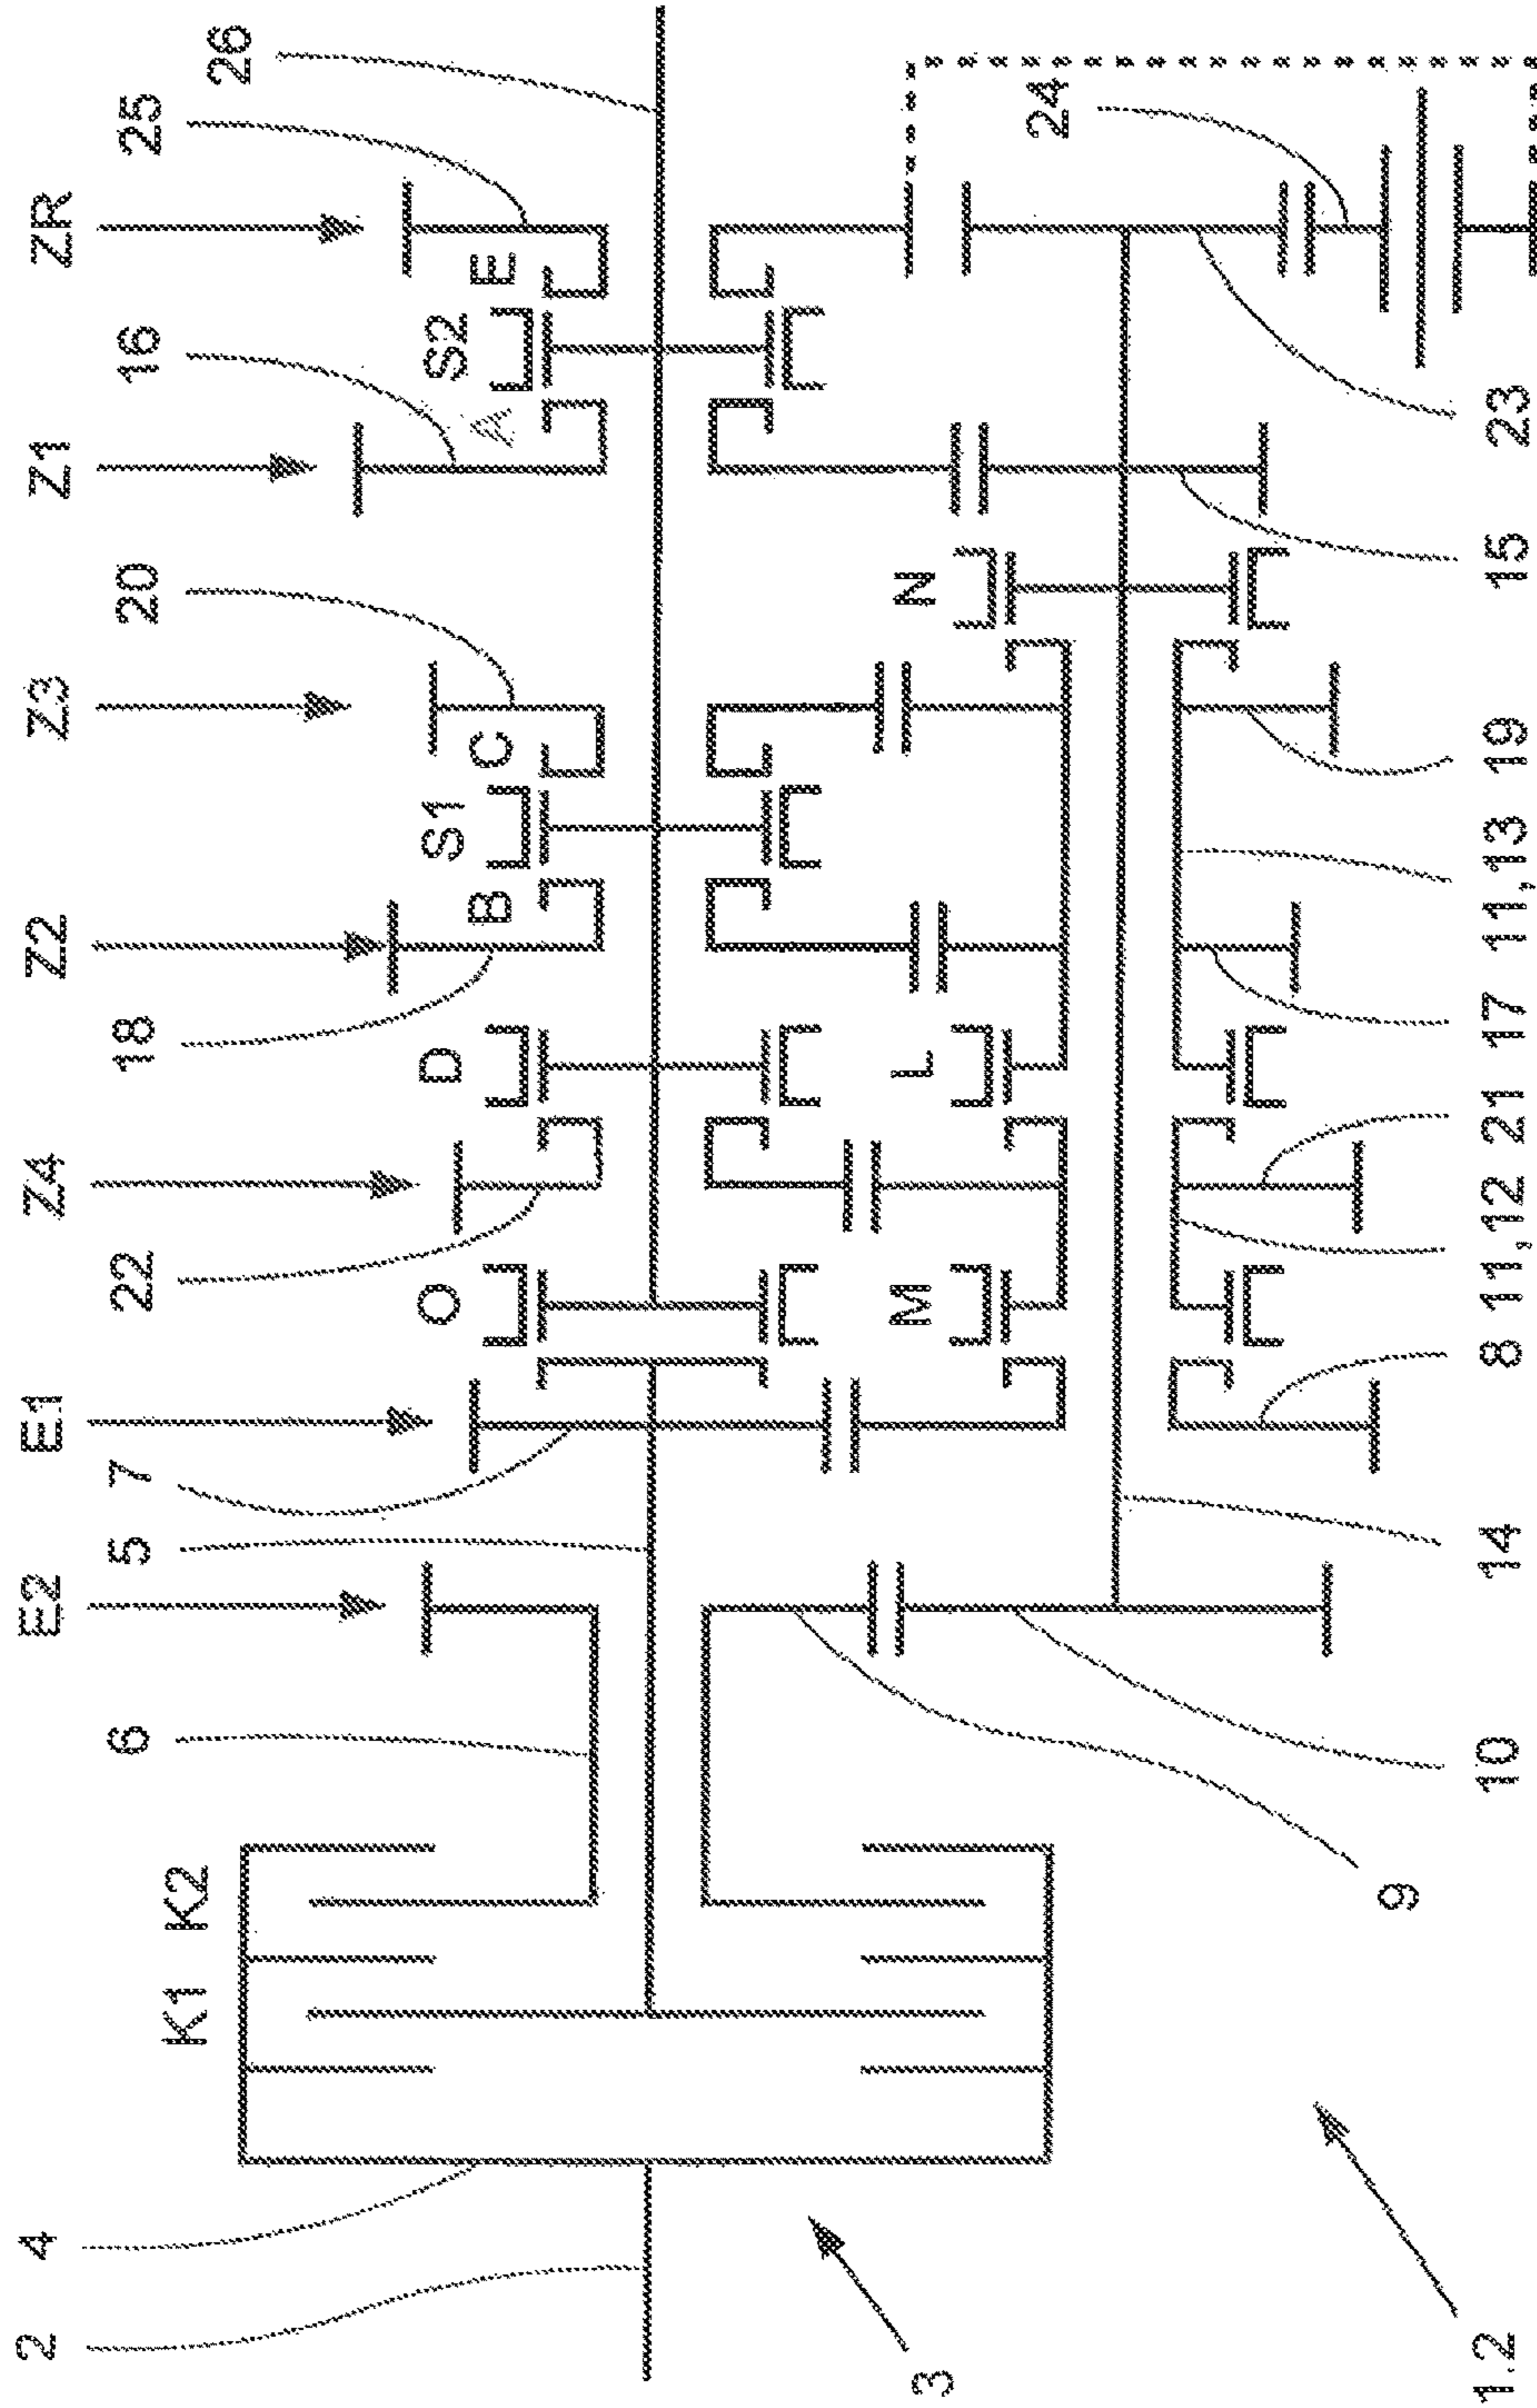 2 4 E2 E1 Z4 Z2 Z3 Z1 ZR
6 5 7 22 18 20 16 25 26
K1 K2
O D S1 S2
B C A E
M L N
24
3 9
1.2 10 14 8 11,12 21 17 11,13 19 15 23